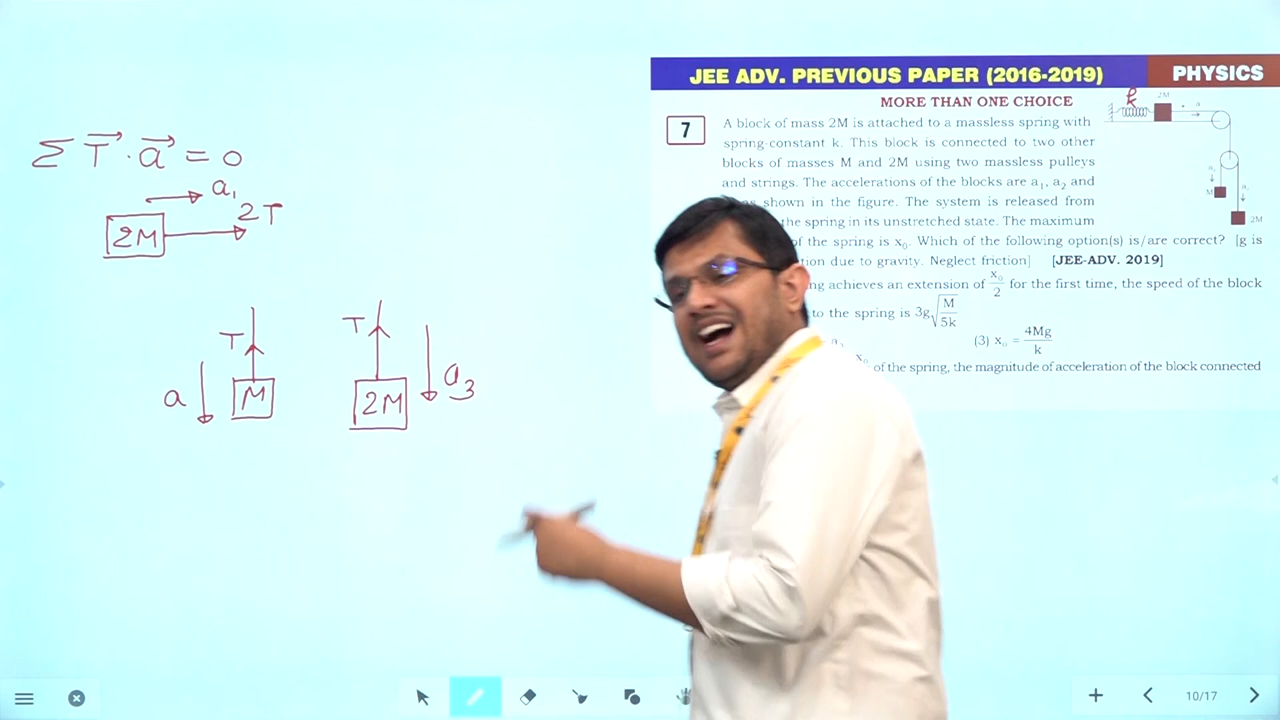 JEE ADV. PREVIOUS PAPER (2016-2019) PHYSICS
MORE THAN ONE CHOICE
7
A block of mass 2M is attached to a massless spring with
spring-constant k. This block is connected to two other
blocks of masses M and 2M using two massless pulleys
and strings. The accelerations of the blocks are a₁, a₂ and
as shown in the figure. The system is released from
the spring in its unstretched state. The maximum
of the spring is x₀. Which of the following option(s) is/are correct? [g is
due to gravity. Neglect friction] [JEE-ADV. 2019]
achieves an extension of x₀/2 for the first time, the speed of the block
to the spring is 3g√(M/5k)
(3) x₀ = 4Mg/k
x₀ of the spring, the magnitude of acceleration of the block connected
k
2M
M
2M
Σ T⃗ · a⃗ = 0
a₁
2T
2M
T
a
M
T
2M
a₃
10/17